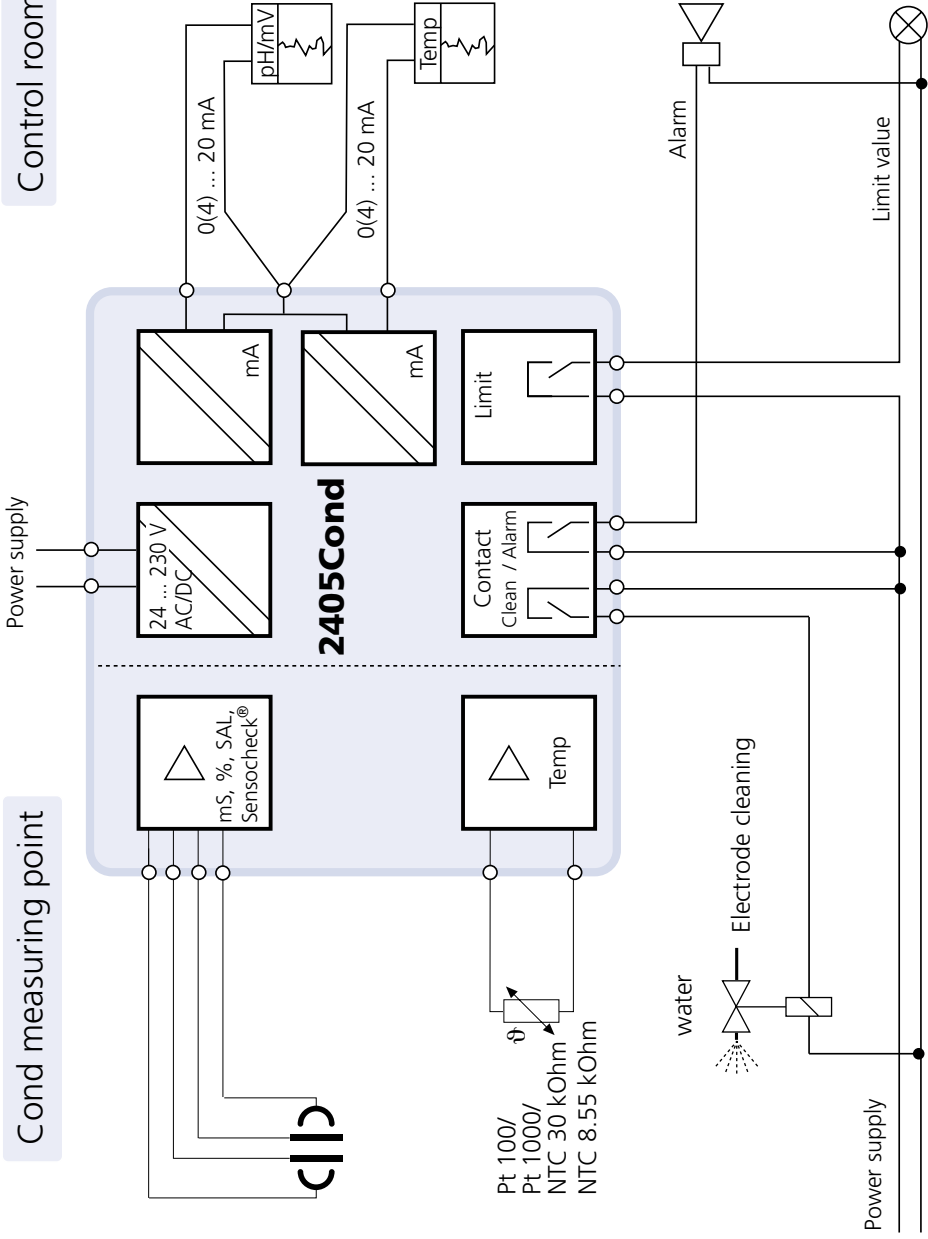 Cond measuring point
Control room
Power supply
24 ... 230 V
AC/DC
mS, %, SAL,
Sensocheck®
mA
0(4) ... 20 mA
pH/mV
2405Cond
mA
0(4) ... 20 mA
Temp
Pt 100/
Pt 1000/
NTC 30 kOhm
NTC 8.55 kOhm
ϑ
Temp
Contact
Clean / Alarm
Limit
Alarm
water
Electrode cleaning
Limit value
Power supply